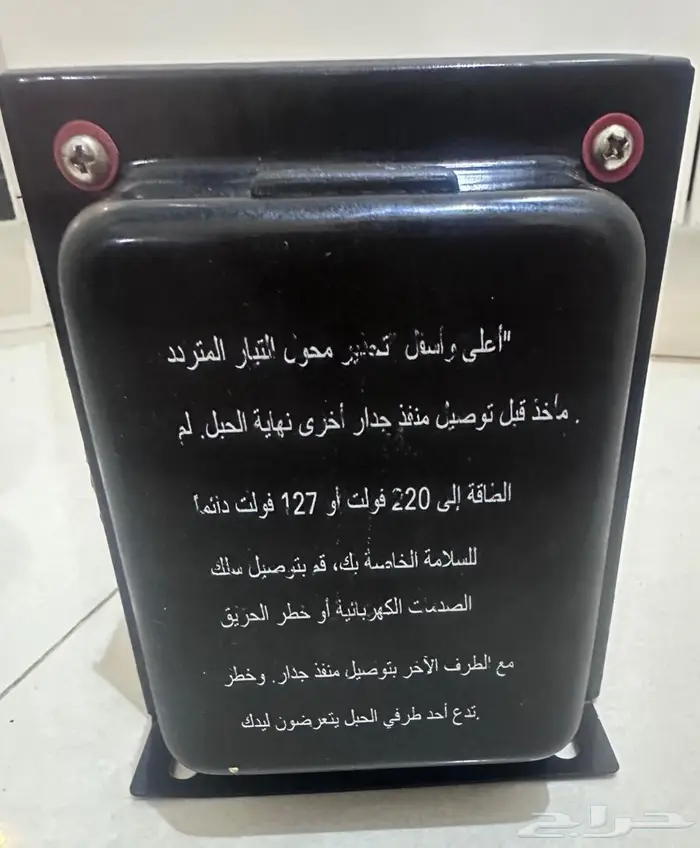 "أعلى وأسفل "تحذير محول التيار المتردد
. مأخذ قبل توصيل منفذ جدار أخرى نهاية الحبل. لم
الطاقة إلى 220 فولت أو 127 فولت دائماً
للسلامة الخاصة بك، قم بتوصيل سلك
الصدمات الكهربائية أو خطر الحريق
مع الطرف الآخر بتوصيل منفذ جدار. وخطر
.تدع أحد طرفي الحبل يتعرضون ليدك
حراج